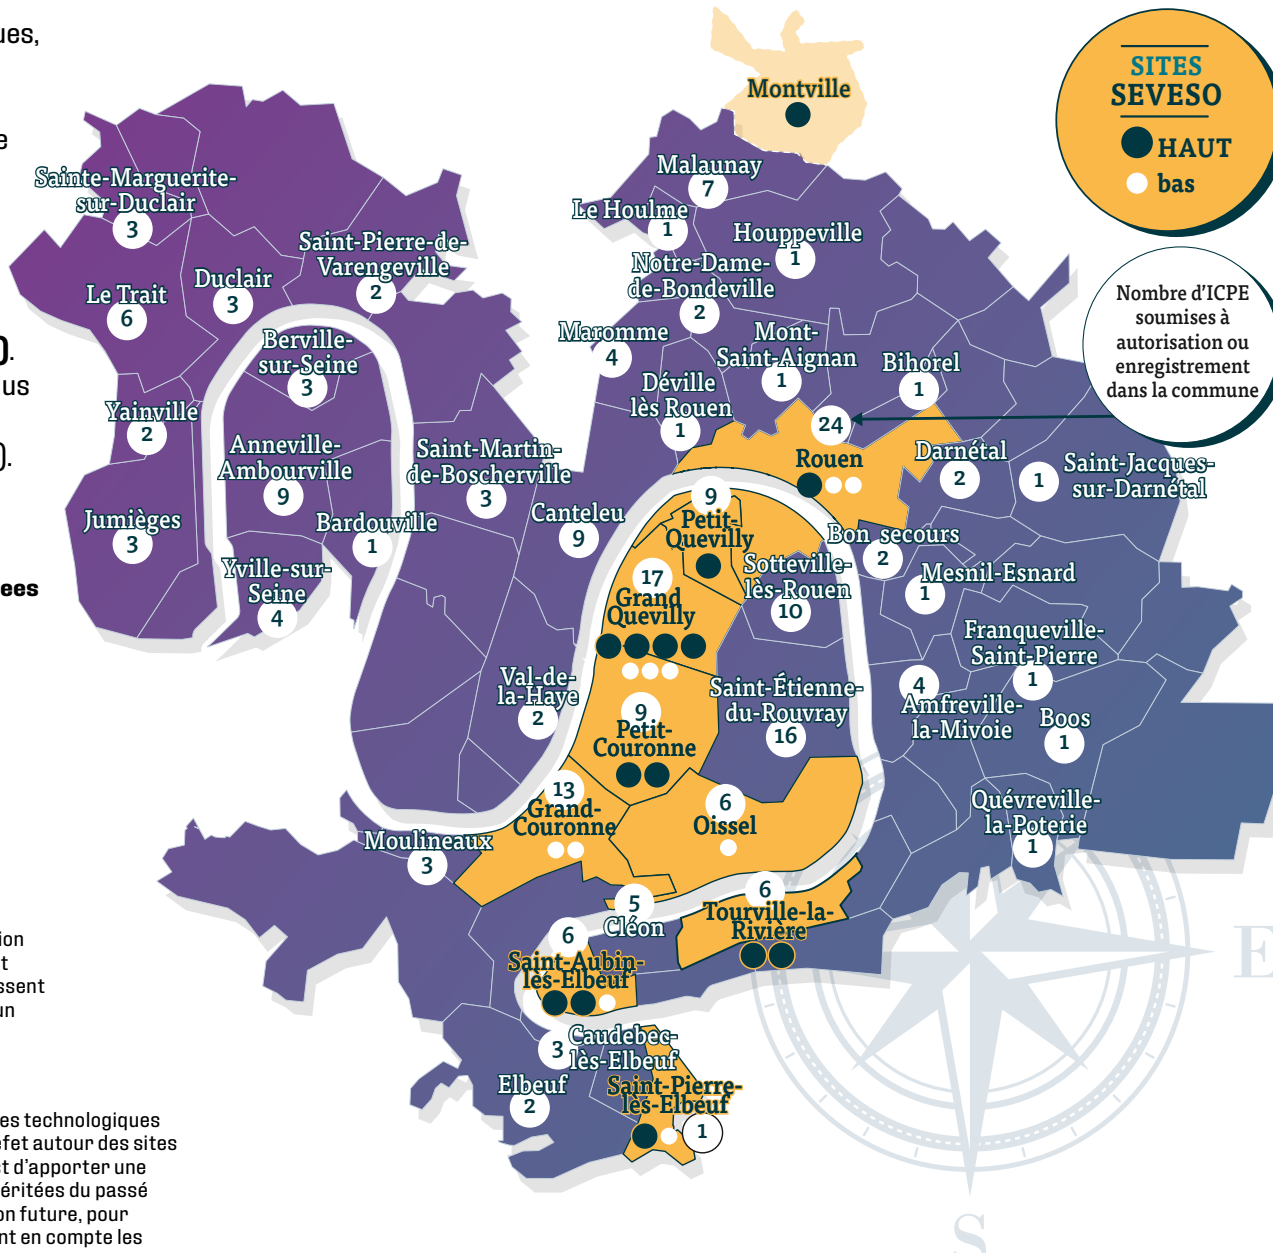 ues,
e
).
us
).
ees
ion
t
ssent
un
es technologiques
éfet autour des sites
st d'apporter une
héritées du passé
on future, pour
nt en compte les
SITES
SEVESO
HAUT
bas
Nombre d'ICPE
soumises à
autorisation ou
enregistrement
dans la commune
Montville
Malaunay
7
Le Houlme
1
Houppeville
1
Notre-Dame-
de-Bondeville
2
Maromme
4
Mont-
Saint-Aignan
1
Bihorel
1
Déville
lès Rouen
1
24
Rouen
Darnétal
2
1
Saint-Jacques-
sur-Darnétal
Sainte-Marguerite-
sur-Duclair
3
Saint-Pierre-de-
Varengeville
2
Duclair
3
Le Trait
6
Berville-
sur-Seine
3
Yainville
2
Anneville-
Ambourville
9
Saint-Martin-
de-Boscherville
3
Jumièges
3
Bardouville
1
Yville-sur-
Seine
4
Canteleu
9
9
Petit-
Quevilly
17
Grand
Quevilly
Sotteville-
lès-Rouen
10
Bon secours
2
Mesnil-Esnard
1
Franqueville-
Saint-Pierre
1
4
Amfreville-
la-Mivoie
Boos
1
Val-de-
la-Haye
2
9
Petit-
Couronne
Saint-Étienne-
du-Rouvray
16
13
Grand-
Couronne
6
Oissel
Quévreville-
la-Poterie
1
Moulineaux
3
5
Cléon
6
Tourville-la-
Rivière
6
Saint-Aubin-
lès-Elbeuf
3
Caudebec-
lès-Elbeuf
Elbeuf
2
Saint-Pierre-
lès-Elbeuf
1
E
S